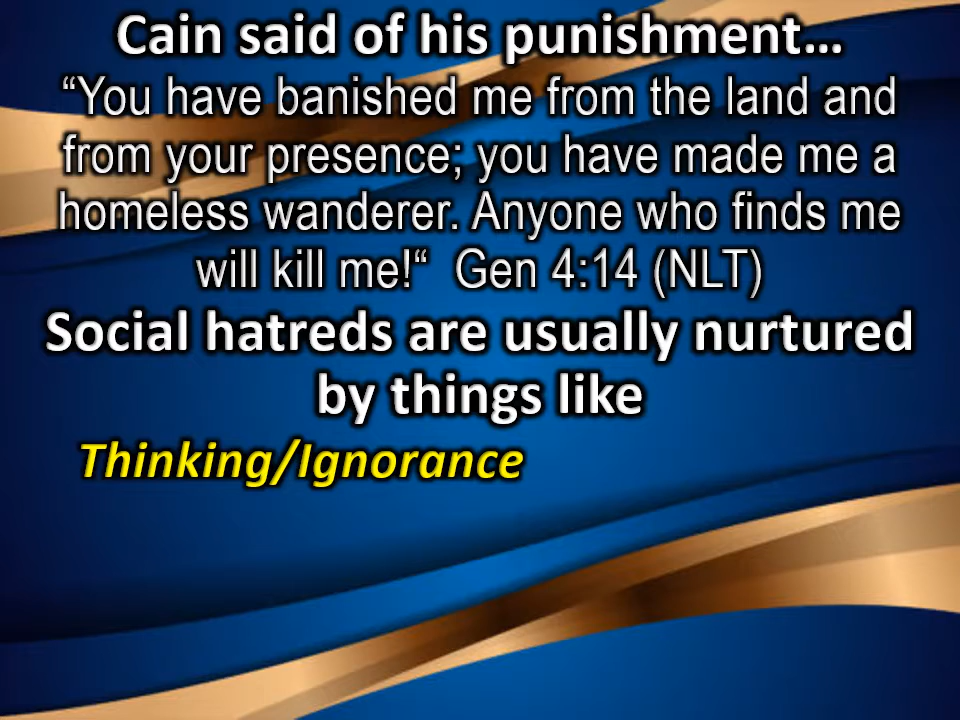 Cain said of his punishment…
“You have banished me from the land and
from your presence; you have made me a
homeless wanderer. Anyone who finds me
will kill me!“  Gen 4:14 (NLT)
Social hatreds are usually nurtured
by things like
Thinking/Ignorance